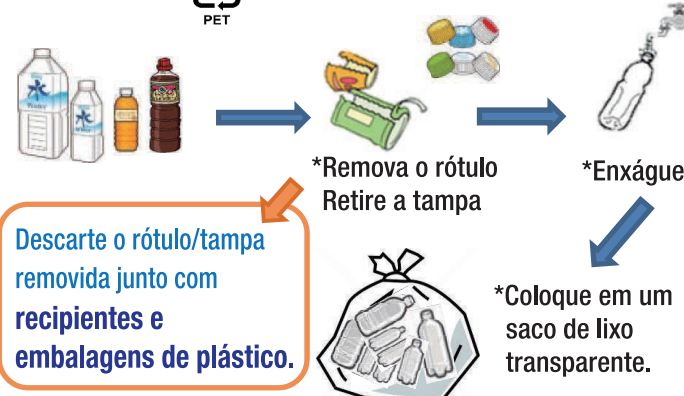 PET
*Remova o rótulo
Retire a tampa
*Enxágue
Descarte o rótulo/tampa
removida junto com
recipientes e
embalagens de plástico.
*Coloque em um
saco de lixo
transparente.